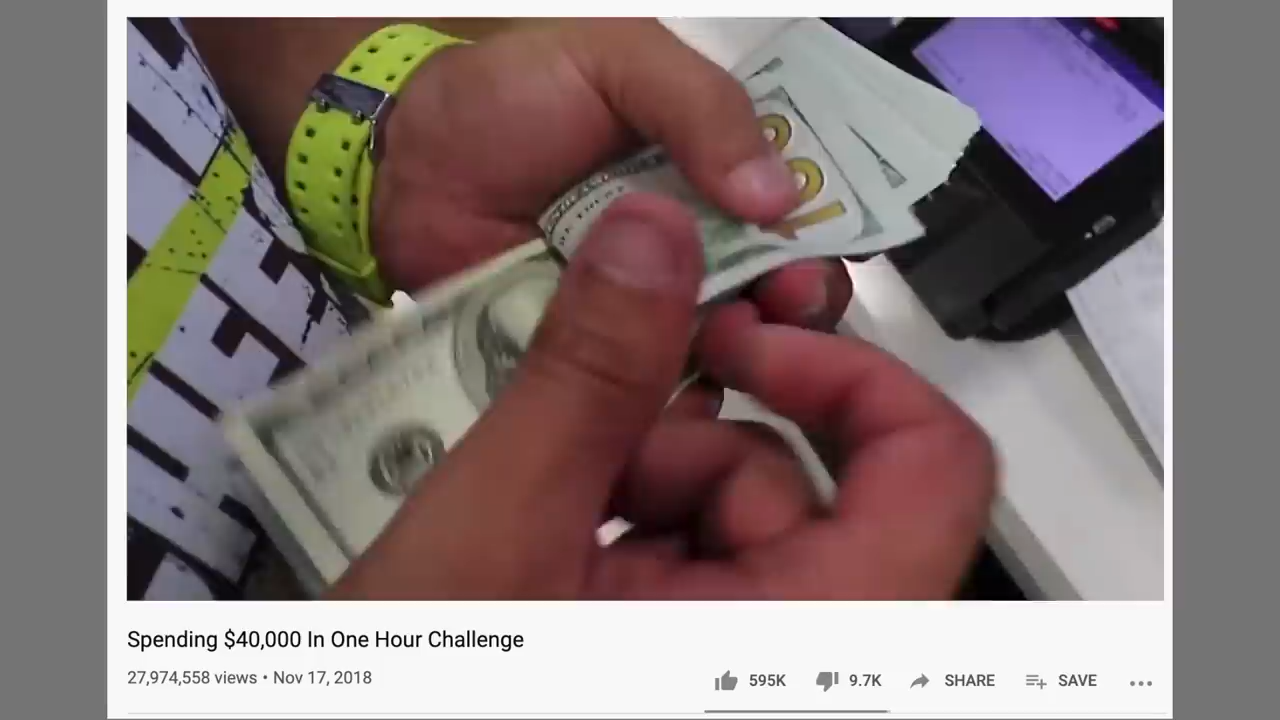 100
Spending $40,000 In One Hour Challenge
27,974,558 views • Nov 17, 2018
595K
9.7K
SHARE
SAVE